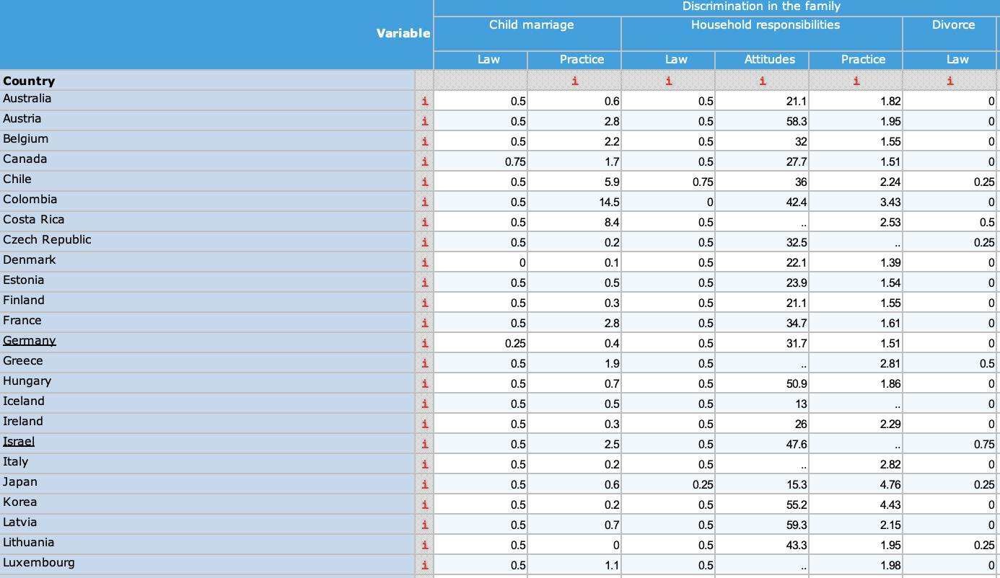 Discrimination in the family
Variable Child marriage Household responsibilities Divorce
Law Practice Law Attitudes Practice Law
Country i i i i i
Australia i 0.5 0.6 0.5 21.1 1.82 0
Austria i 0.5 2.8 0.5 58.3 1.95 0
Belgium i 0.5 2.2 0.5 32 1.55 0
Canada i 0.75 1.7 0.5 27.7 1.51 0
Chile i 0.5 5.9 0.75 36 2.24 0.25
Colombia i 0.5 14.5 0 42.4 3.43 0
Costa Rica i 0.5 8.4 0.5 .. 2.53 0.5
Czech Republic i 0.5 0.2 0.5 32.5 .. 0.25
Denmark i 0 0.1 0.5 22.1 1.39 0
Estonia i 0.5 0.5 0.5 23.9 1.54 0
Finland i 0.5 0.3 0.5 21.1 1.55 0
France i 0.5 2.8 0.5 34.7 1.61 0
Germany i 0.25 0.4 0.5 31.7 1.51 0
Greece i 0.5 1.9 0.5 .. 2.81 0.5
Hungary i 0.5 0.7 0.5 50.9 1.86 0
Iceland i 0.5 0.5 0.5 13 .. 0
Ireland i 0.5 0.3 0.5 26 2.29 0
Israel i 0.5 2.5 0.5 47.6 .. 0.75
Italy i 0.5 0.2 0.5 .. 2.82 0
Japan i 0.5 0.6 0.25 15.3 4.76 0.25
Korea i 0.5 0.2 0.5 55.2 4.43 0
Latvia i 0.5 0.7 0.5 59.3 2.15 0
Lithuania i 0.5 0 0.5 43.3 1.95 0.25
Luxembourg i 0.5 1.1 0.5 .. 1.98 0